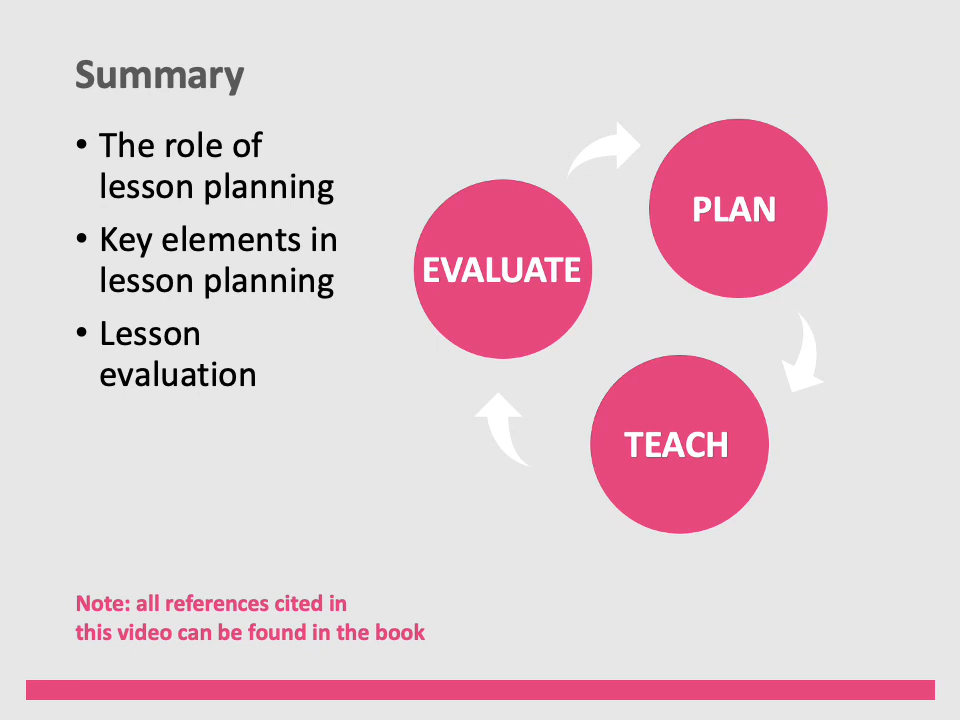 Summary
• The role of
lesson planning
• Key elements in
lesson planning
• Lesson
evaluation
PLAN
EVALUATE
TEACH
Note: all references cited in
this video can be found in the book